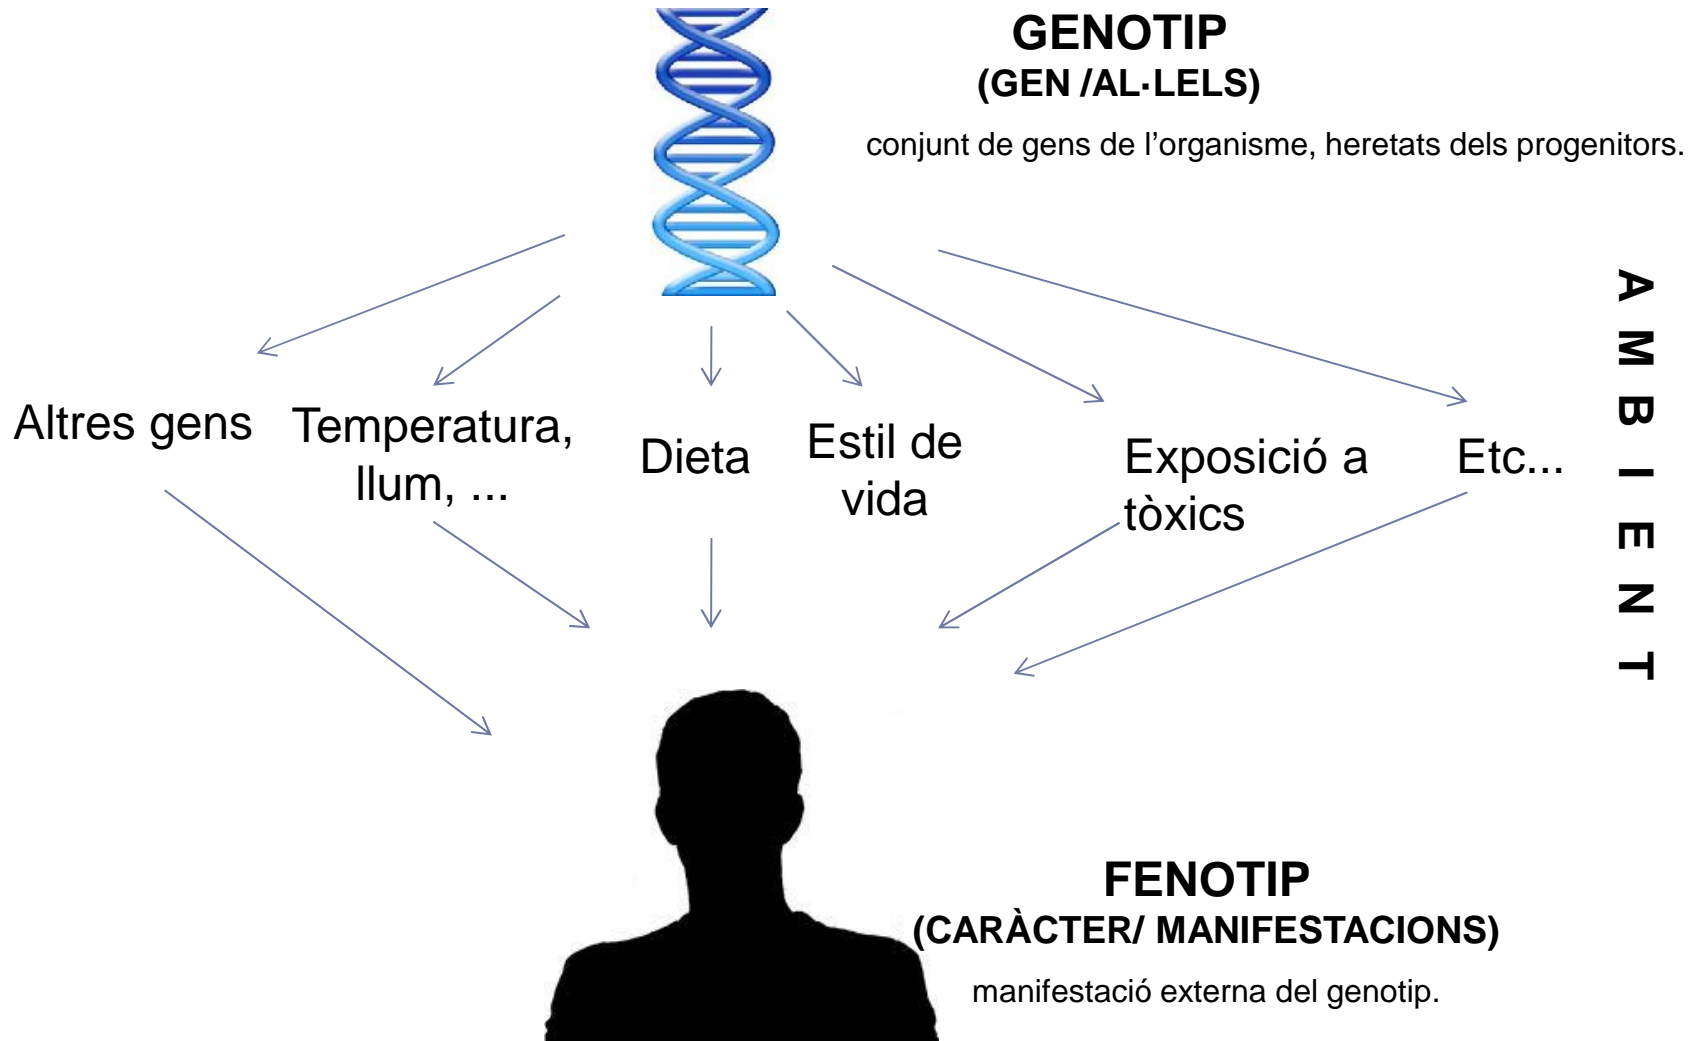 GENOTIP
(GEN /AL·LELS)
conjunt de gens de l’organisme, heretats dels progenitors.
Altres gens
Temperatura,
llum, ...
Dieta
Estil de
vida
Exposició a
tòxics
Etc...
AMBIENT
FENOTIP
(CARÀCTER/ MANIFESTACIONS)
manifestació externa del genotip.